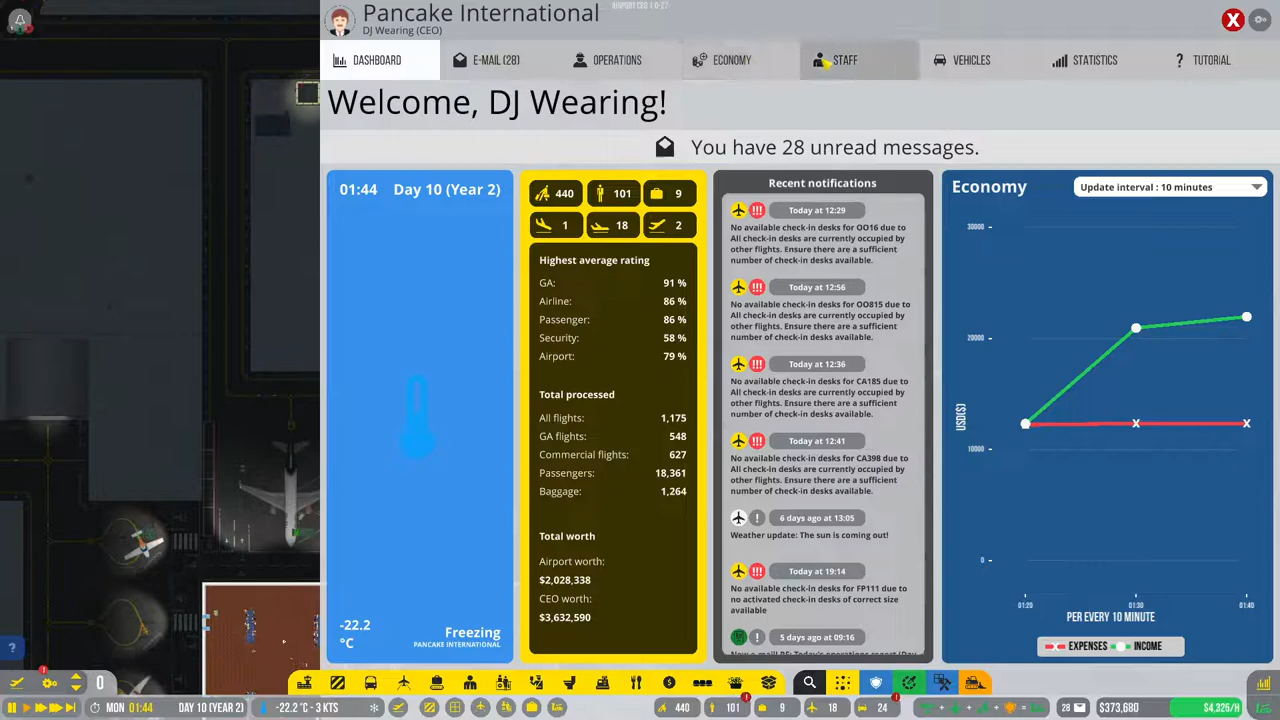 Pancake International
DJ Wearing (CEO)
AIRPORT CEO | 0-27
X
DASHBOARD
E-MAIL (28)
OPERATIONS
ECONOMY
STAFF
VEHICLES
STATISTICS
? TUTORIAL
Welcome, DJ Wearing!
You have 28 unread messages.
01:44 Day 10 (Year 2)
-22.2
°C
Freezing
PANCAKE INTERNATIONAL
440 101 9
1 18 2
Highest average rating
GA: 91 %
Airline: 86 %
Passenger: 86 %
Security: 58 %
Airport: 79 %
Total processed
All flights: 1,175
GA flights: 548
Commercial flights: 627
Passengers: 18,361
Baggage: 1,264
Total worth
Airport worth:
$2,028,338
CEO worth:
$3,632,590
Recent notifications
!!! Today at 12:29
No available check-in desks for OO16 due to
All check-in desks are currently occupied by
other flights. Ensure there are a sufficient
number of check-in desks available.
!!! Today at 12:56
No available check-in desks for OO815 due to
All check-in desks are currently occupied by
other flights. Ensure there are a sufficient
number of check-in desks available.
!!! Today at 12:36
No available check-in desks for CA185 due to
All check-in desks are currently occupied by
other flights. Ensure there are a sufficient
number of check-in desks available.
!!! Today at 12:41
No available check-in desks for CA398 due to
All check-in desks are currently occupied by
other flights. Ensure there are a sufficient
number of check-in desks available.
! 6 days ago at 13:05
Weather update: The sun is coming out!
!!! Today at 19:14
No available check-in desks for FP111 due to
no activated check-in desks of correct size
available
! 5 days ago at 09:16
New e-mail! RE: Today's operations report (Day
Economy
Update interval : 10 minutes
30000
20000
10000
0
USD($)
01:20 01:30 01:40
PER EVERY 10 MINUTE
EXPENSES INCOME
?
0
MON 01:44 DAY 10 (YEAR 2)
-22.2 °C - 3 KTS
440 101 9 18 24
28
$373,680
$4,325/H